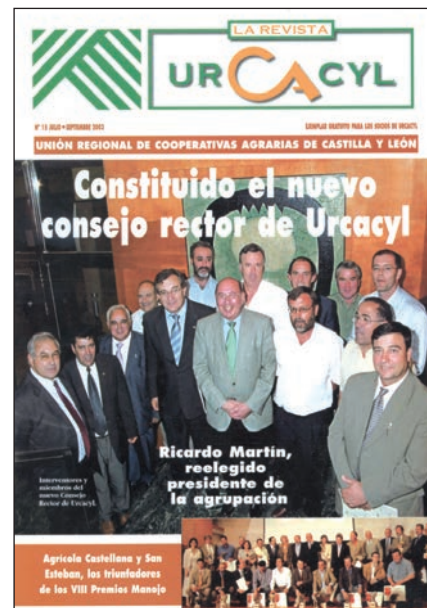 LA REVISTA
URCACYL
Nº 15 JULIO • SEPTIEMBRE 2003
EJEMPLAR GRATUITO PARA LOS SOCIOS DE URCACYL
UNIÓN REGIONAL DE COOPERATIVAS AGRARIAS DE CASTILLA Y LEÓN
Constituido el nuevo
consejo rector de Urcacyl
Ricardo Martín,
reelegido
presidente de
la agrupación
Interventores y
miembros del
nuevo Consejo
Rector de Urcacyl.
Agrícola Castellana y San
Esteban, los triunfadores
de los VIII Premios Manojo